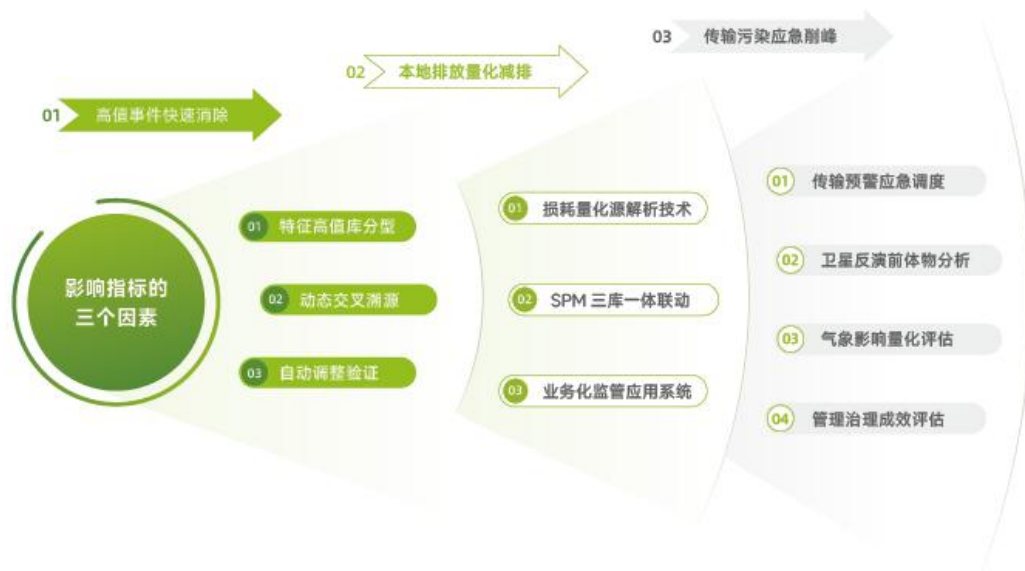 03 传输污染应急削峰
02 本地排放量化减排
01 高值事件快速消除
影响指标的
三个因素
01 特征高值库分型
02 动态交叉溯源
03 自动调整验证
01 损耗量化源解析技术
02 SPM 三库一体联动
03 业务化监管应用系统
01 传输预警应急调度
02 卫星反演前体物分析
03 气象影响量化评估
04 管理治理成效评估